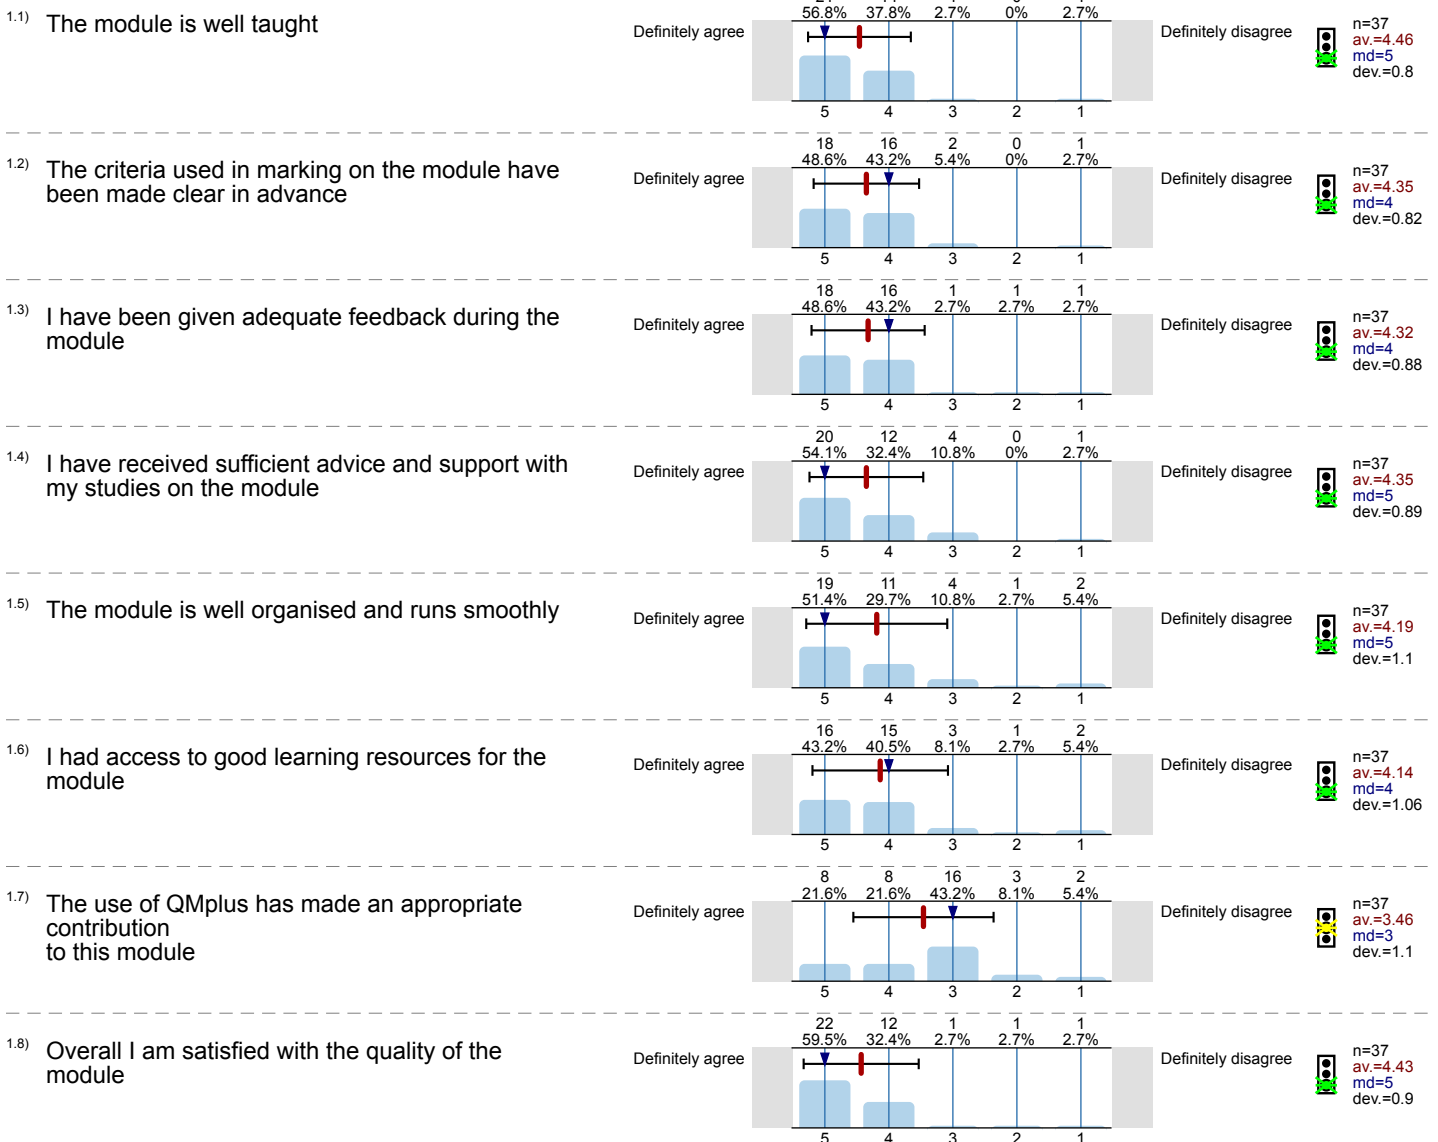 56.8% 37.8% 2.7% 0% 2.7%
1.1) The module is well taught
Definitely agree
Definitely disagree
n=37
av.=4.46
md=5
dev.=0.8
5 4 3 2 1
18 16 2 0 1
48.6% 43.2% 5.4% 0% 2.7%
1.2) The criteria used in marking on the module have
been made clear in advance
Definitely agree
Definitely disagree
n=37
av.=4.35
md=4
dev.=0.82
5 4 3 2 1
18 16 1 1 1
48.6% 43.2% 2.7% 2.7% 2.7%
1.3) I have been given adequate feedback during the
module
Definitely agree
Definitely disagree
n=37
av.=4.32
md=4
dev.=0.88
5 4 3 2 1
20 12 4 0 1
54.1% 32.4% 10.8% 0% 2.7%
1.4) I have received sufficient advice and support with
my studies on the module
Definitely agree
Definitely disagree
n=37
av.=4.35
md=5
dev.=0.89
5 4 3 2 1
19 11 4 1 2
51.4% 29.7% 10.8% 2.7% 5.4%
1.5) The module is well organised and runs smoothly
Definitely agree
Definitely disagree
n=37
av.=4.19
md=5
dev.=1.1
5 4 3 2 1
16 15 3 1 2
43.2% 40.5% 8.1% 2.7% 5.4%
1.6) I had access to good learning resources for the
module
Definitely agree
Definitely disagree
n=37
av.=4.14
md=4
dev.=1.06
5 4 3 2 1
8 8 16 3 2
21.6% 21.6% 43.2% 8.1% 5.4%
1.7) The use of QMplus has made an appropriate
contribution
to this module
Definitely agree
Definitely disagree
n=37
av.=3.46
md=3
dev.=1.1
5 4 3 2 1
22 12 1 1 1
59.5% 32.4% 2.7% 2.7% 2.7%
1.8) Overall I am satisfied with the quality of the
module
Definitely agree
Definitely disagree
n=37
av.=4.43
md=5
dev.=0.9
5 4 3 2 1